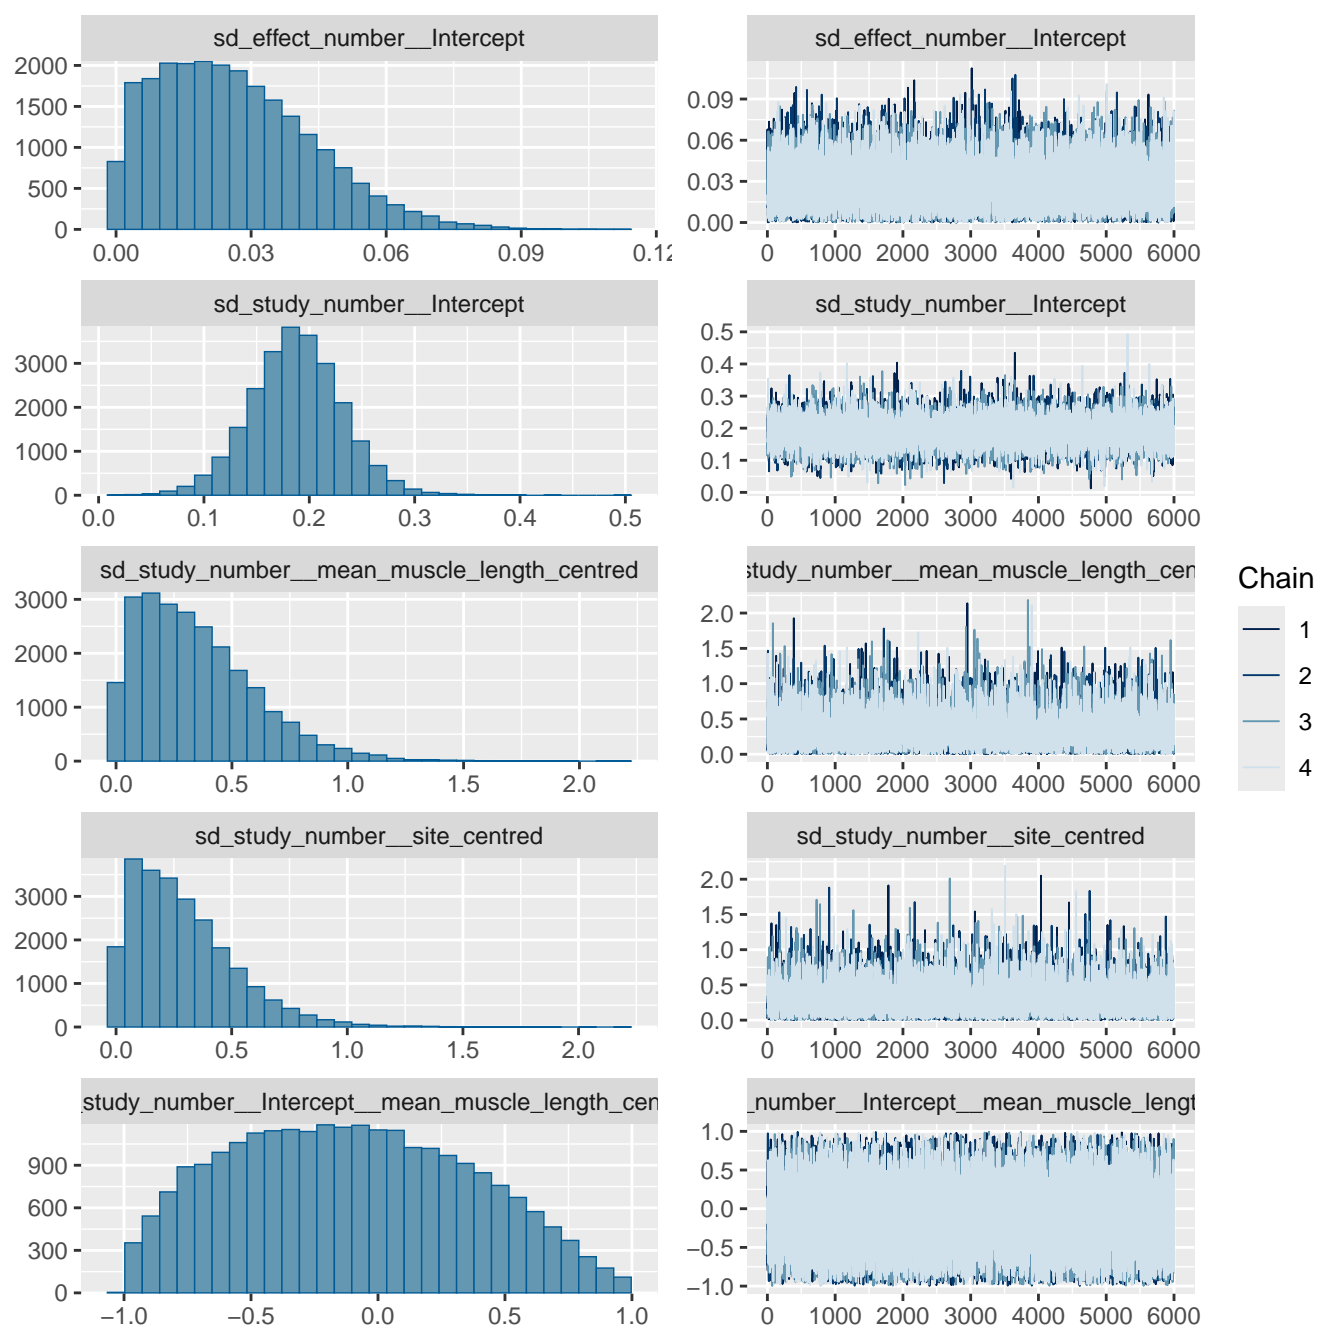 sd_effect_number__Intercept
2000
1500
1000
500
0
0.00 0.03 0.06 0.09 0.12
sd_effect_number__Intercept
0.09
0.06
0.03
0.00
0 1000 2000 3000 4000 5000 6000
sd_study_number__Intercept
3000
2000
1000
0
0.0 0.1 0.2 0.3 0.4 0.5
sd_study_number__Intercept
0.5
0.4
0.3
0.2
0.1
0.0
0 1000 2000 3000 4000 5000 6000
sd_study_number__mean_muscle_length_centred
3000
2000
1000
0
0.0 0.5 1.0 1.5 2.0
study_number__mean_muscle_length_cen
2.0
1.5
1.0
0.5
0.0
0 1000 2000 3000 4000 5000 6000
sd_study_number__site_centred
3000
2000
1000
0
0.0 0.5 1.0 1.5 2.0
sd_study_number__site_centred
2.0
1.5
1.0
0.5
0.0
0 1000 2000 3000 4000 5000 6000
_study_number__Intercept__mean_muscle_length_cen
900
600
300
0
−1.0 −0.5 0.0 0.5 1.0
_number__Intercept__mean_muscle_lengt
1.0
0.5
0.0
−0.5
−1.0
0 1000 2000 3000 4000 5000 6000
Chain
1
2
3
4